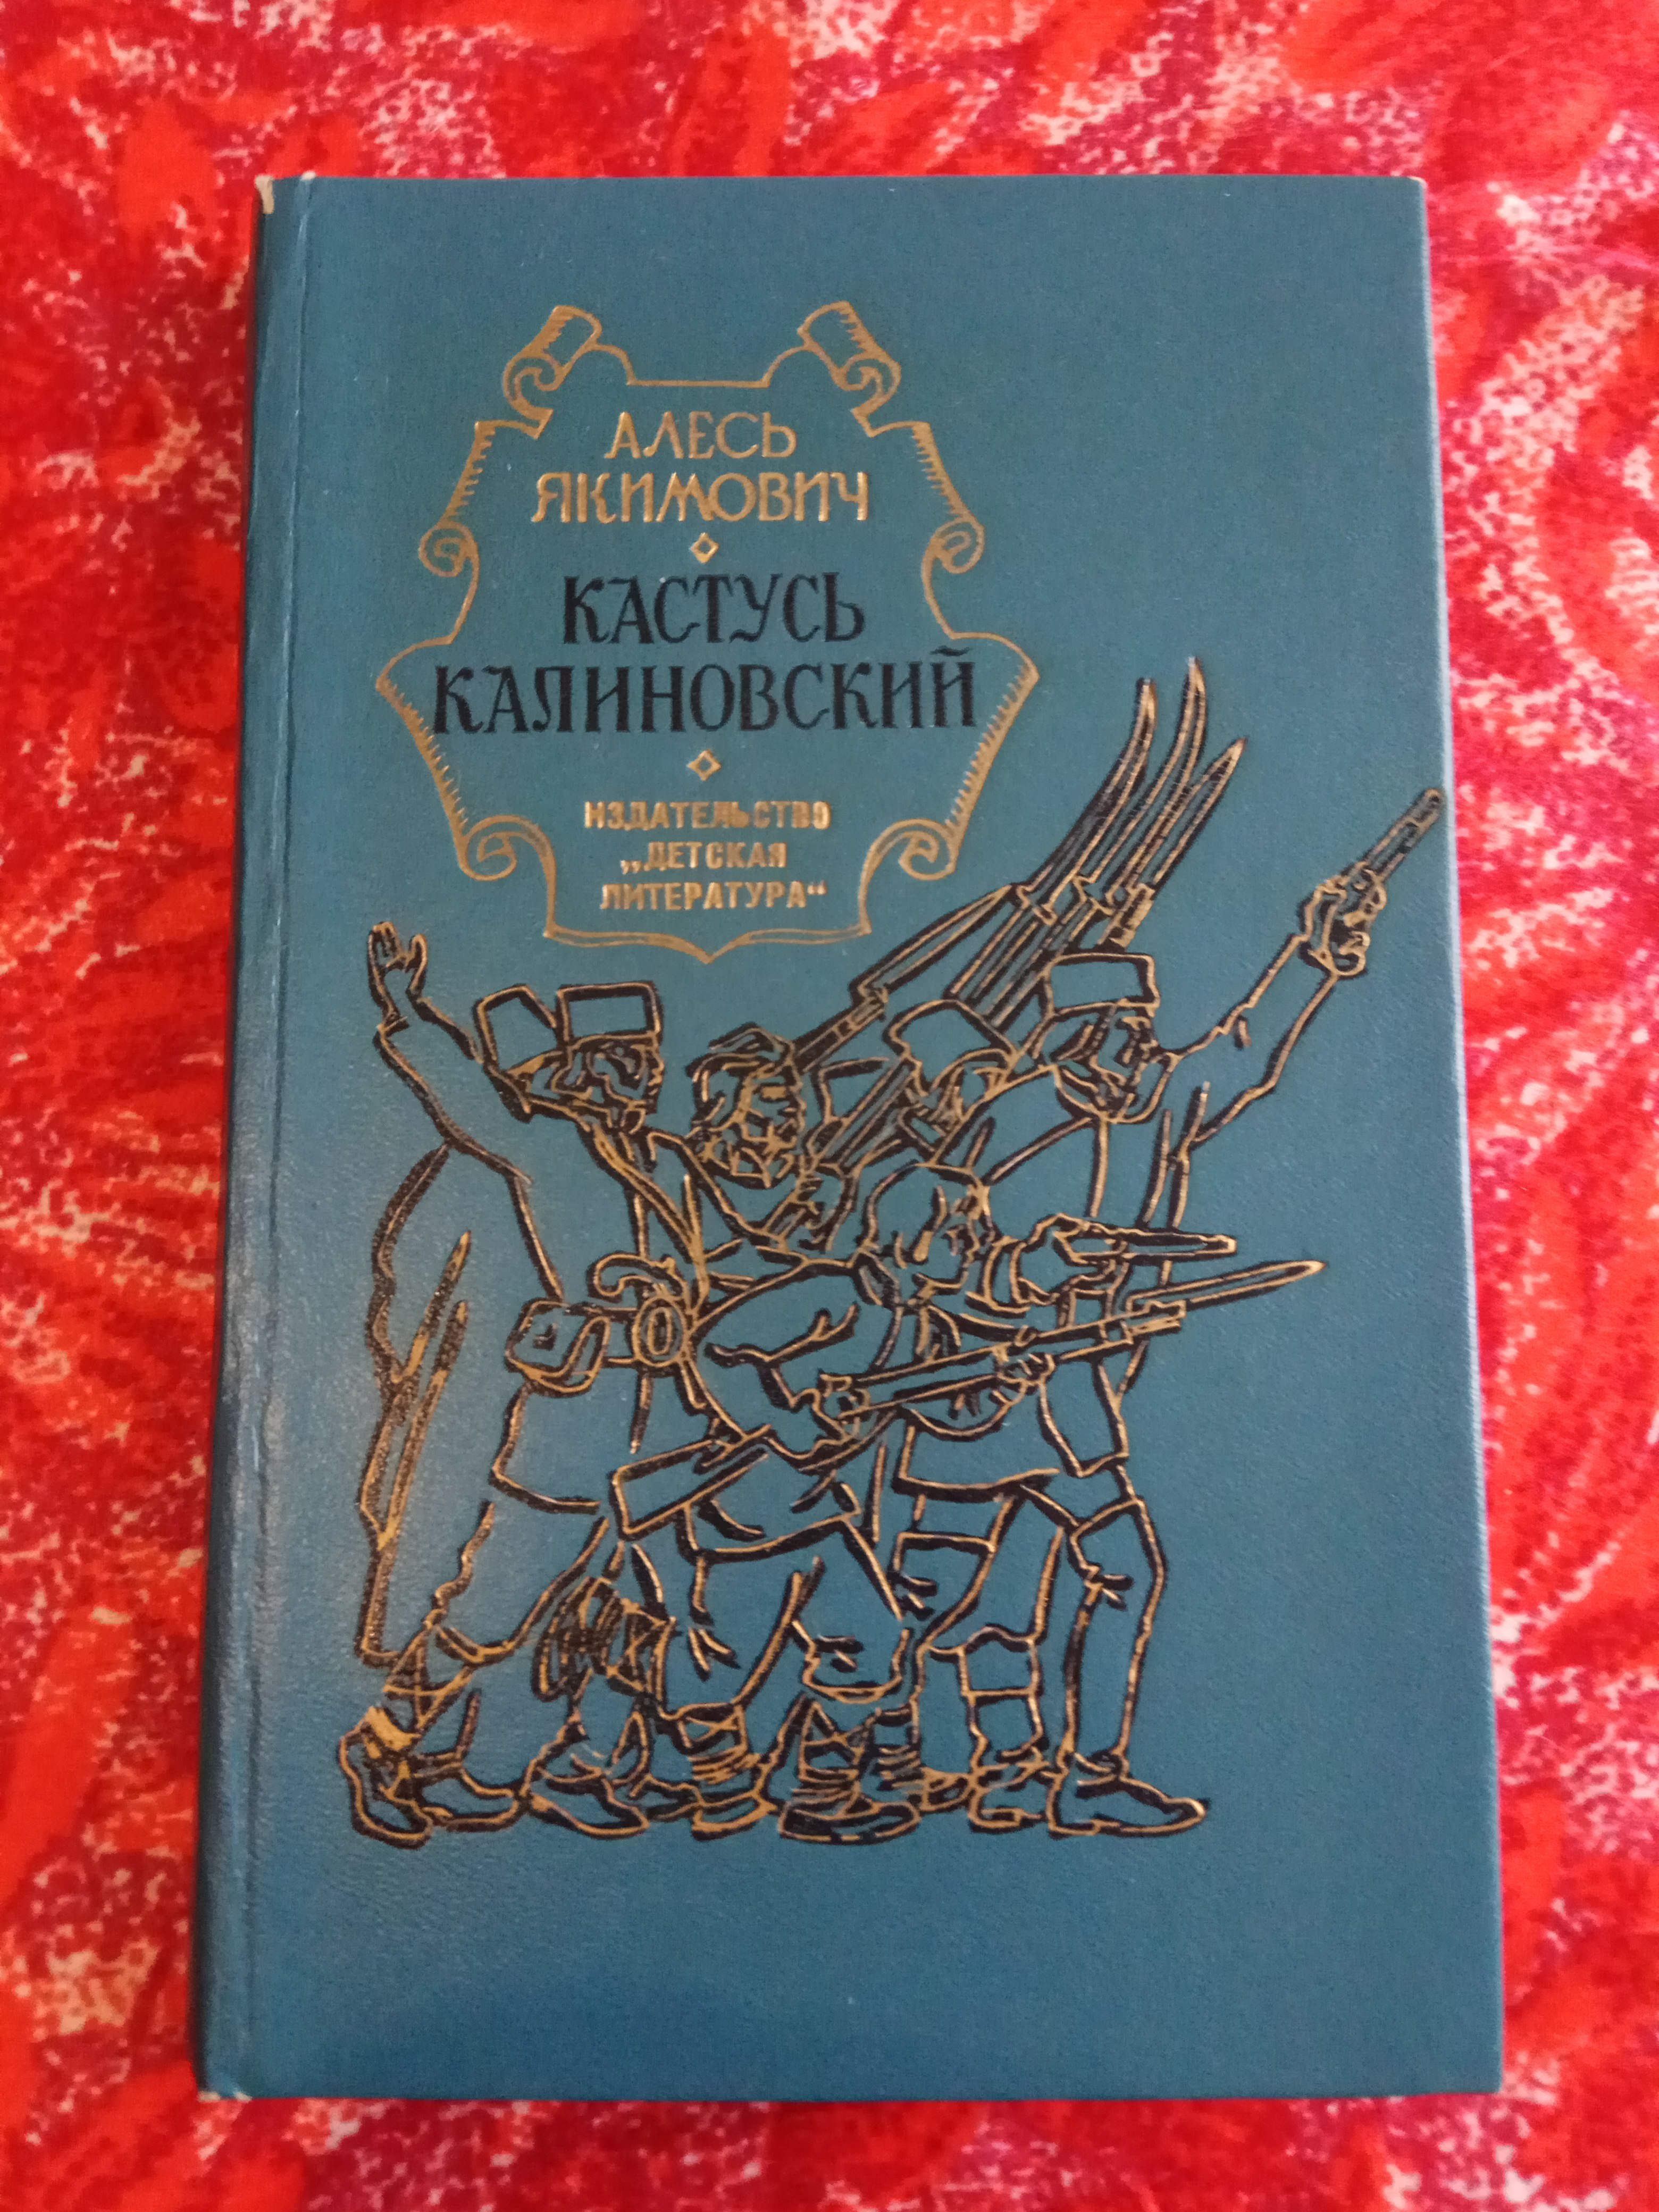 АЛЕСЬ
ЯКИМОВИЧ
КАСТУСЬ
КАЛИНОВСКИЙ
ИЗДАТЕЛЬСТВО
„ДЕТСКАЯ
ЛИТЕРАТУРА“